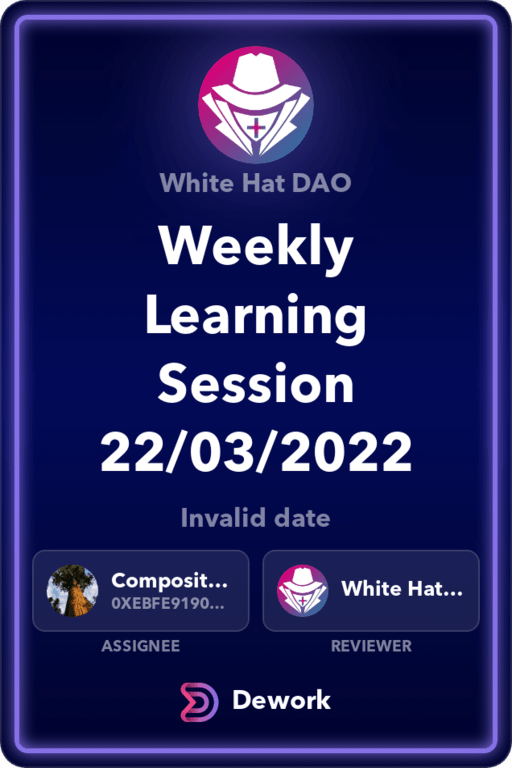 White Hat DAO
Weekly
Learning
Session
22/03/2022
Invalid date
Composit...
0XEBFE9190...
White Hat...
ASSIGNEE
REVIEWER
Dework